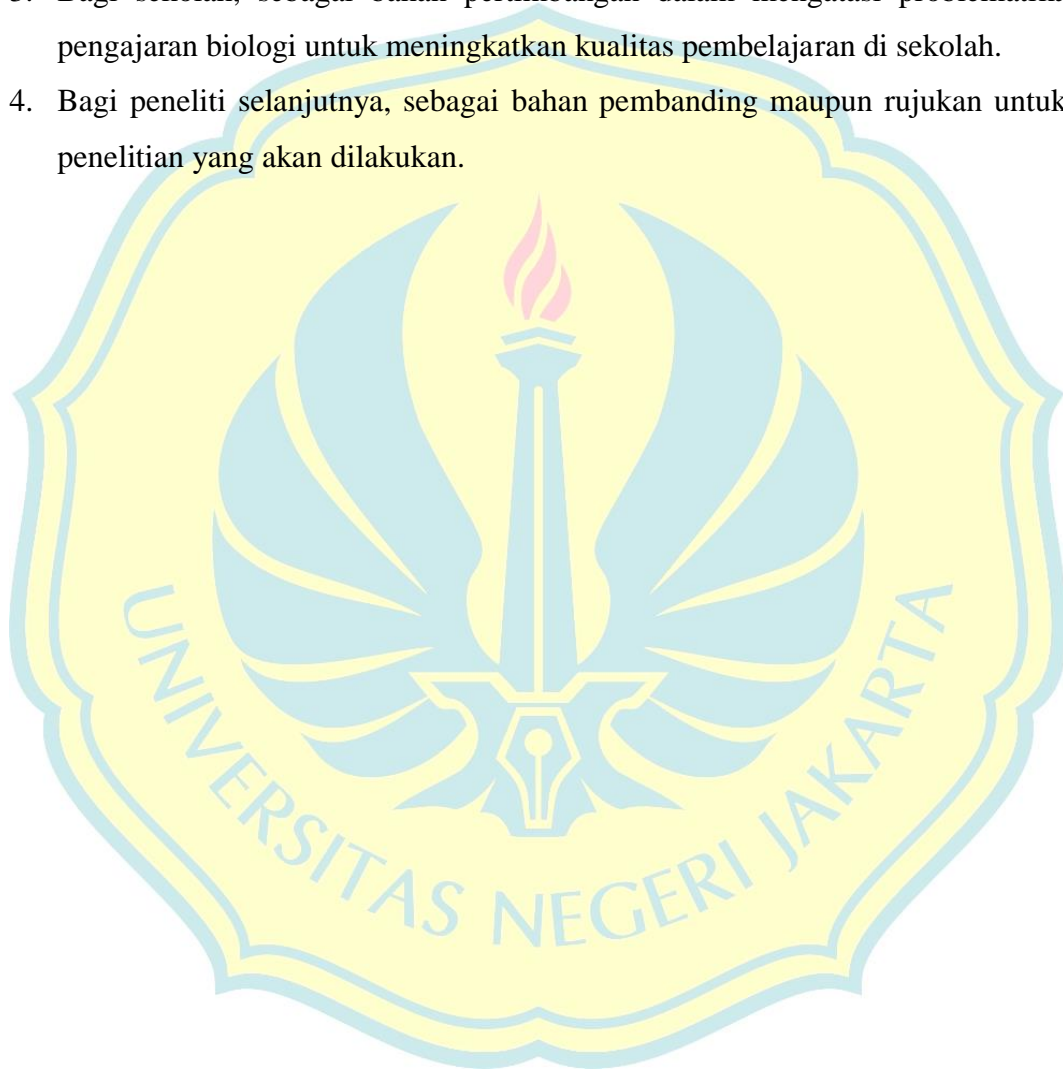 3. Bagi sekolah, sebagai bahan pertimbangan dalam mengatasi problematika
pengajaran biologi untuk meningkatkan kualitas pembelajaran di sekolah.
4. Bagi peneliti selanjutnya, sebagai bahan pembanding maupun rujukan untuk
penelitian yang akan dilakukan.
UNIVERSITAS NEGERI JAKARTA